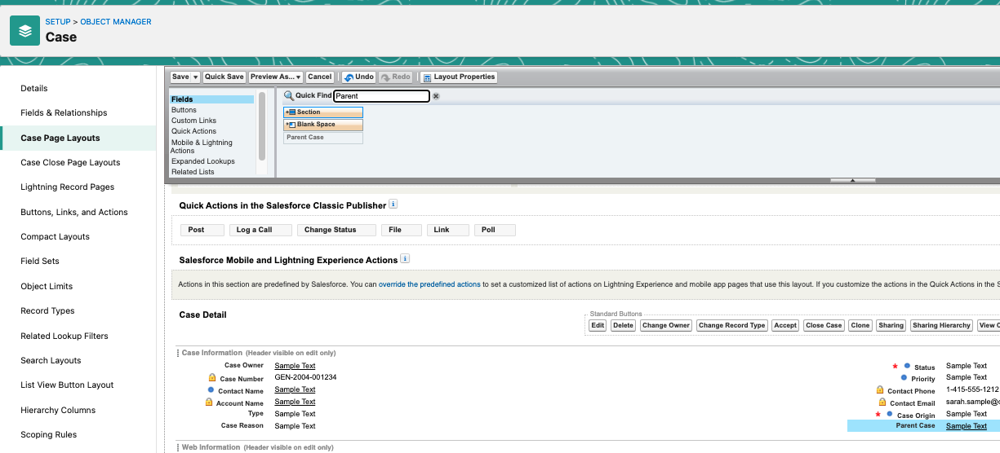 SETUP > OBJECT MANAGER
Case
Details
Fields & Relationships
Case Page Layouts
Case Close Page Layouts
Lightning Record Pages
Buttons, Links, and Actions
Compact Layouts
Field Sets
Object Limits
Record Types
Related Lookup Filters
Search Layouts
List View Button Layout
Hierarchy Columns
Scoping Rules
Save Quick Save Preview As... Cancel Undo Redo Layout Properties
Fields
Buttons
Custom Links
Quick Actions
Mobile & Lightning
Actions
Expanded Lookups
Related Lists
Quick Find Parent
Section
Blank Space
Parent Case
Quick Actions in the Salesforce Classic Publisher
Post Log a Call Change Status File Link Poll
Salesforce Mobile and Lightning Experience Actions
Actions in this section are predefined by Salesforce. You can override the predefined actions to set a customized list of actions on Lightning Experience and mobile app pages that use this layout. If you customize the actions in the Quick Actions in the S
Case Detail
Standard Buttons
Edit Delete Change Owner Change Record Type Accept Close Case Clone Sharing Sharing Hierarchy View C
Case Information (Header visible on edit only)
Case Owner Sample Text
Case Number GEN-2004-001234
Contact Name Sample Text
Account Name Sample Text
Type Sample Text
Case Reason Sample Text
* Status Sample Text
Priority Sample Text
Contact Phone 1-415-555-1212
Contact Email sarah.sample@
* Case Origin Sample Text
Parent Case Sample Text
Web Information (Header visible on edit only)